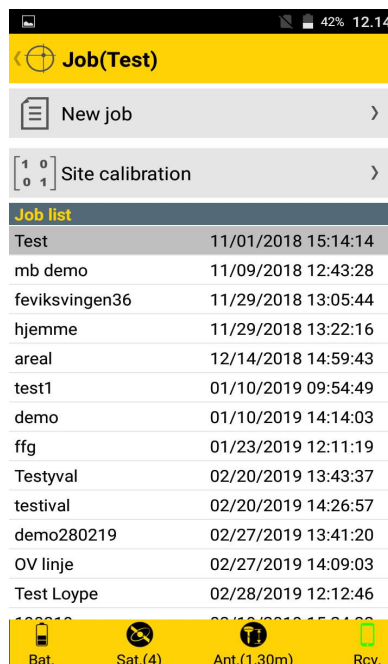 42% 12.14
Job(Test)
New job
1 0
0 1
Site calibration
Job list
Test 11/01/2018 15:14:14
mb demo 11/09/2018 12:43:28
feviksvingen36 11/29/2018 13:05:44
hjemme 11/29/2018 13:22:16
areal 12/14/2018 14:59:43
test1 01/10/2019 09:54:49
demo 01/10/2019 14:14:03
ffg 01/23/2019 12:11:19
Testyval 02/20/2019 13:43:37
testival 02/20/2019 14:26:57
demo280219 02/27/2019 13:41:20
OV linje 02/27/2019 14:09:03
Test Loype 02/28/2019 12:12:46
Bat. Sat.(4) Ant.(1.30m) Rcv.